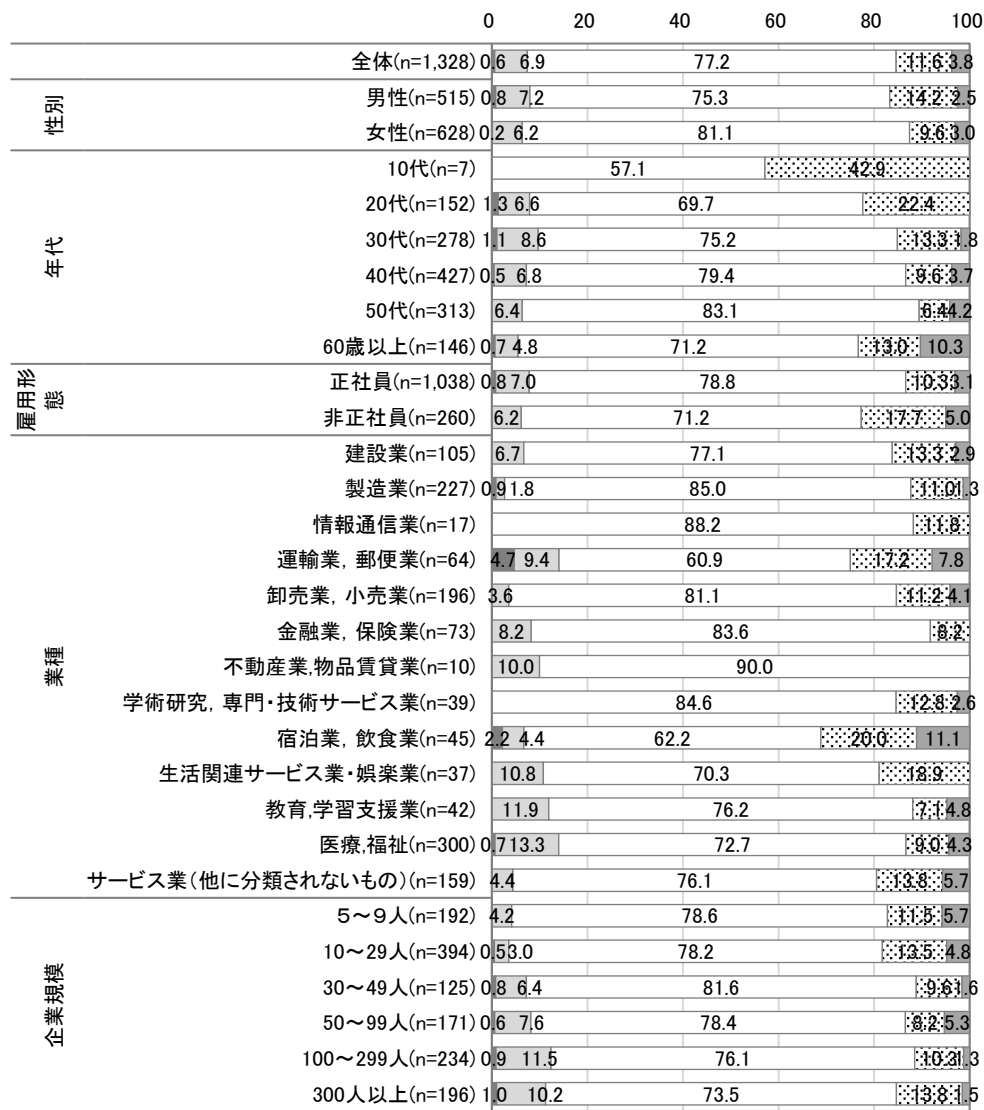 0 20 40 60 80 100
全体(n=1,328) 0.6 6.9 77.2 11.6 3.8
性別
男性(n=515) 0.8 7.2 75.3 14.2 2.5
女性(n=628) 0.2 6.2 81.1 9.6 3.0
年代
10代(n=7) 57.1 42.9
20代(n=152) 1.3 6.6 69.7 22.4
30代(n=278) 1.1 8.6 75.2 13.3 1.8
40代(n=427) 0.5 6.8 79.4 9.6 3.7
50代(n=313) 6.4 83.1 6.4 4.2
60歳以上(n=146) 0.7 4.8 71.2 13.0 10.3
雇用形態
正社員(n=1,038) 0.8 7.0 78.8 10.3 3.1
非正社員(n=260) 6.2 71.2 17.7 5.0
業種
建設業(n=105) 6.7 77.1 13.3 2.9
製造業(n=227) 0.9 1.8 85.0 11.0 1.3
情報通信業(n=17) 88.2 11.8
運輸業，郵便業(n=64) 4.7 9.4 60.9 17.2 7.8
卸売業，小売業(n=196) 3.6 81.1 11.2 4.1
金融業，保険業(n=73) 8.2 83.6 8.2
不動産業,物品賃貸業(n=10) 10.0 90.0
学術研究，専門・技術サービス業(n=39) 84.6 12.8 2.6
宿泊業，飲食業(n=45) 2.2 4.4 62.2 20.0 11.1
生活関連サービス業・娯楽業(n=37) 10.8 70.3 18.9
教育,学習支援業(n=42) 11.9 76.2 7.1 4.8
医療,福祉(n=300) 0.7 13.3 72.7 9.0 4.3
サービス業（他に分類されないもの）(n=159) 4.4 76.1 13.8 5.7
企業規模
５～９人(n=192) 4.2 78.6 11.5 5.7
10～29人(n=394) 0.5 3.0 78.2 13.5 4.8
30～49人(n=125) 0.8 6.4 81.6 9.6 1.6
50～99人(n=171) 0.6 7.6 78.4 8.2 5.3
100～299人(n=234) 0.9 11.5 76.1 10.3 1.3
300人以上(n=196) 1.0 10.2 73.5 13.8 1.5